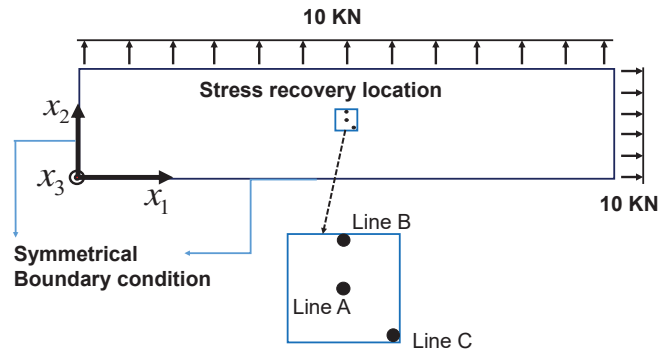 10 KN
Stress recovery location
x2
x3
x1
10 KN
Symmetrical
Boundary condition
Line B
Line A
Line C